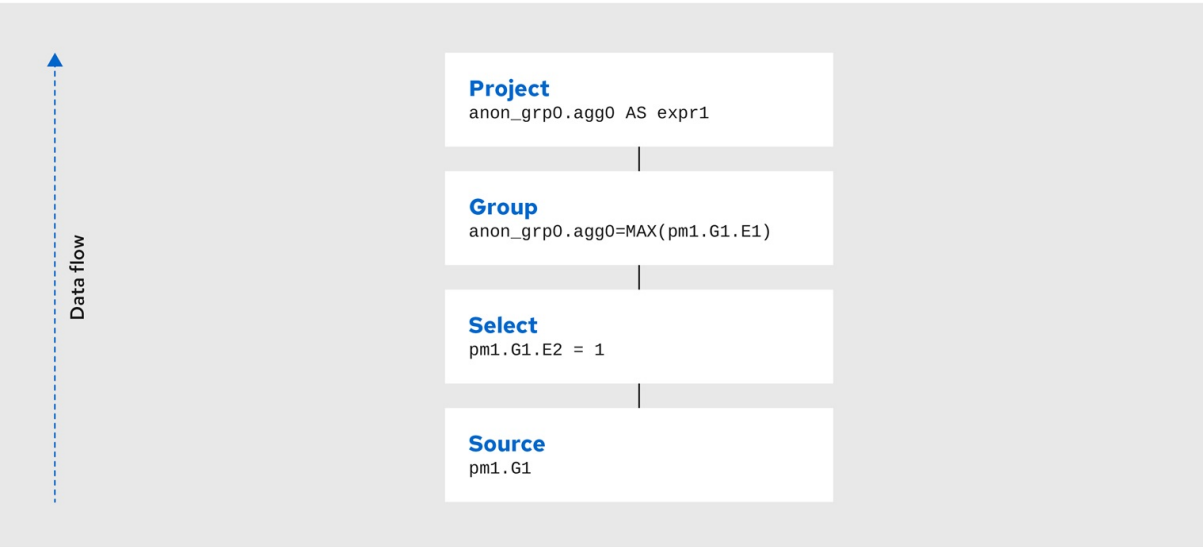 Project
anon_grp0.agg0 AS expr1
Group
anon_grp0.agg0=MAX(pm1.G1.E1)
Data flow
Select
pm1.G1.E2 = 1
Source
pm1.G1